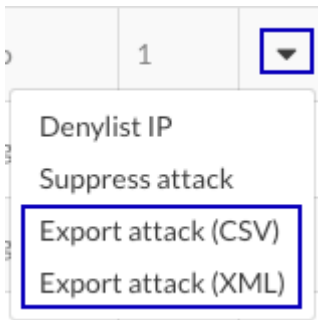 1
Denylist IP
Suppress attack
Export attack (CSV)
Export attack (XML)